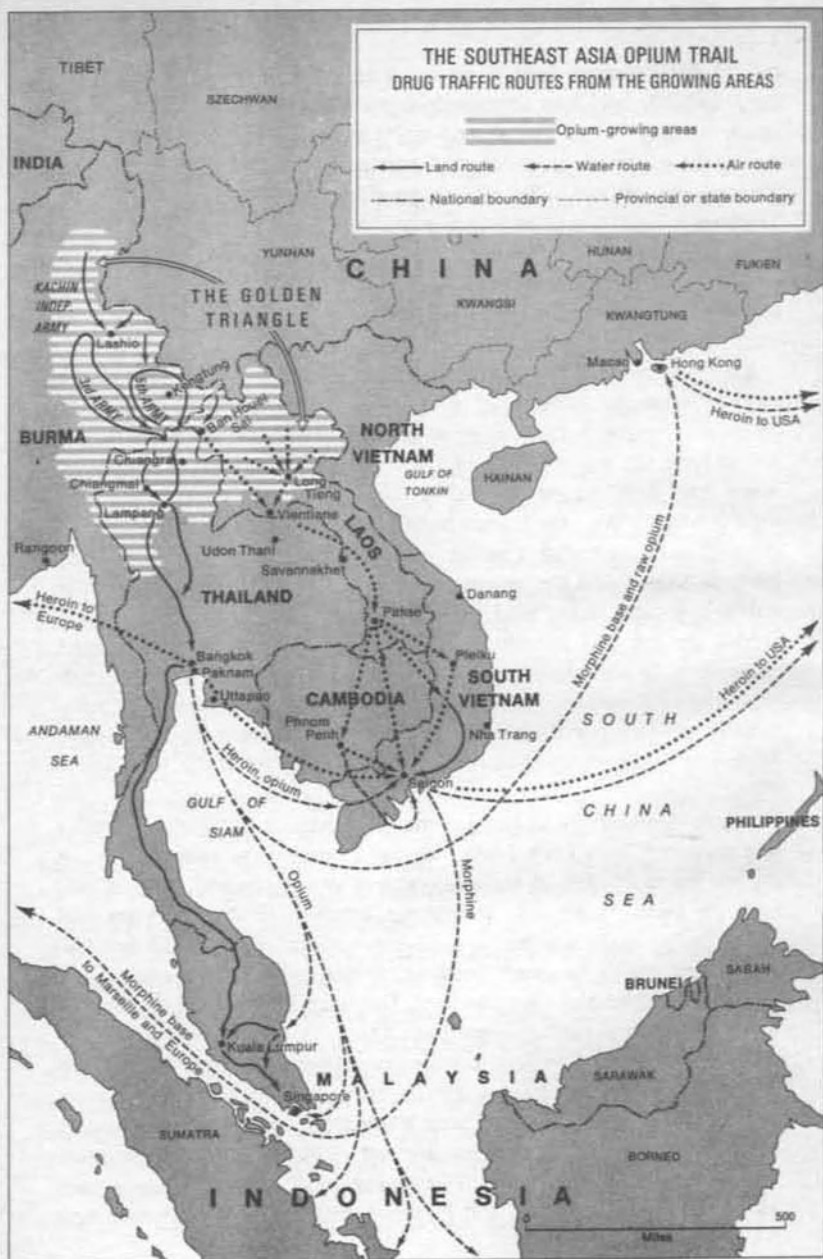 THE SOUTHEAST ASIA OPIUM TRAIL
DRUG TRAFFIC ROUTES FROM THE GROWING AREAS
Opium-growing areas
Land route
Water route
Air route
National boundary
Provincial or state boundary
TIBET
SZECHWAN
INDIA
YUNNAN
HUNAN
FUKIEN
CHINA
KWANGSI
KWANGTUNG
KACHIN
INDEP.
ARMY
THE GOLDEN
TRIANGLE
Lashio
Macao
Hong Kong
Heroin to USA
3rd ARMY
5th ARMY
Kengtung
Ban Houei
Sai
BURMA
NORTH
VIETNAM
GULF OF
TONKIN
HAINAN
Chiangrai
Chiangmai
Long
Tieng
Lampang
Vientiane
LAOS
Rangoon
Udon Thani
Savannakhet
Morphine base and raw opium
THAILAND
Danang
Heroin to
Europe
Pakse
Bangkok
Paknam
Pleiku
Heroin to USA
Uttapao
CAMBODIA
SOUTH
VIETNAM
ANDAMAN
SEA
Phnom
Penh
Nha Trang
SOUTH
Heroin, opium
Saigon
GULF OF
SIAM
CHINA
PHILIPPINES
Opium
Morphine
SEA
Morphine base
to Marseille and Europe
BRUNEI
SABAH
Kuala Lumpur
MALAYSIA
SARAWAK
Singapore
SUMATRA
BORNEO
INDONESIA
0
500
Miles